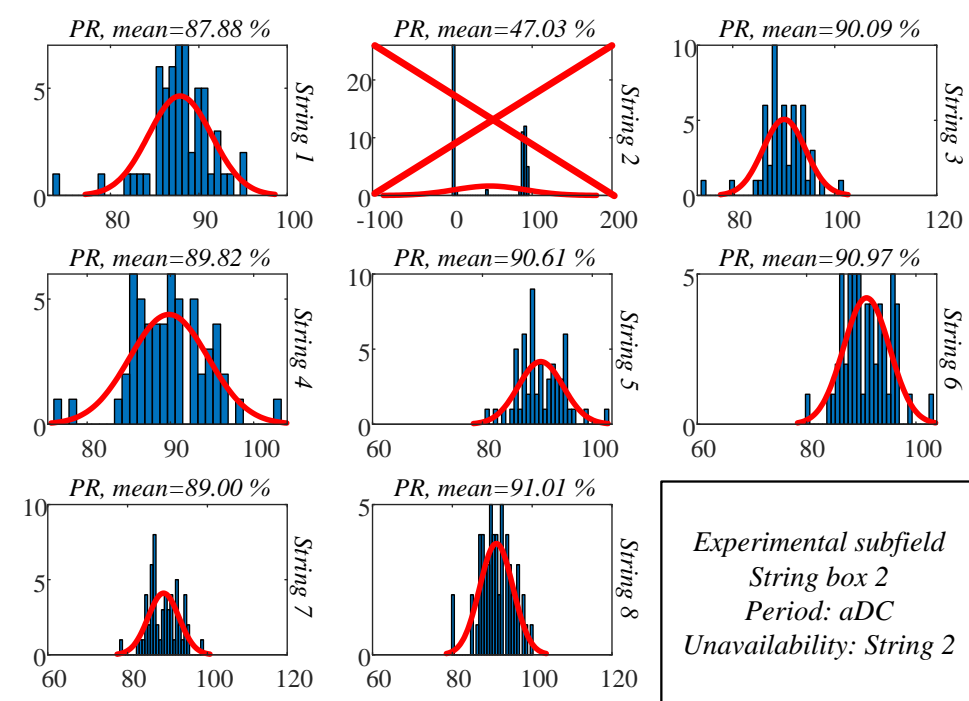 PR, mean=87.88 %
5
0
80
90
100
String 1
PR, mean=47.03 %
20
10
0
-100
0
100
200
String 2
PR, mean=90.09 %
10
5
0
80
100
120
String 3
PR, mean=89.82 %
5
0
80
90
100
String 4
PR, mean=90.61 %
10
5
0
60
80
100
String 5
PR, mean=90.97 %
5
0
60
80
100
String 6
PR, mean=89.00 %
10
5
0
60
80
100
120
String 7
PR, mean=91.01 %
5
0
60
80
100
120
String 8
Experimental subfield
String box 2
Period: aDC
Unavailability: String 2